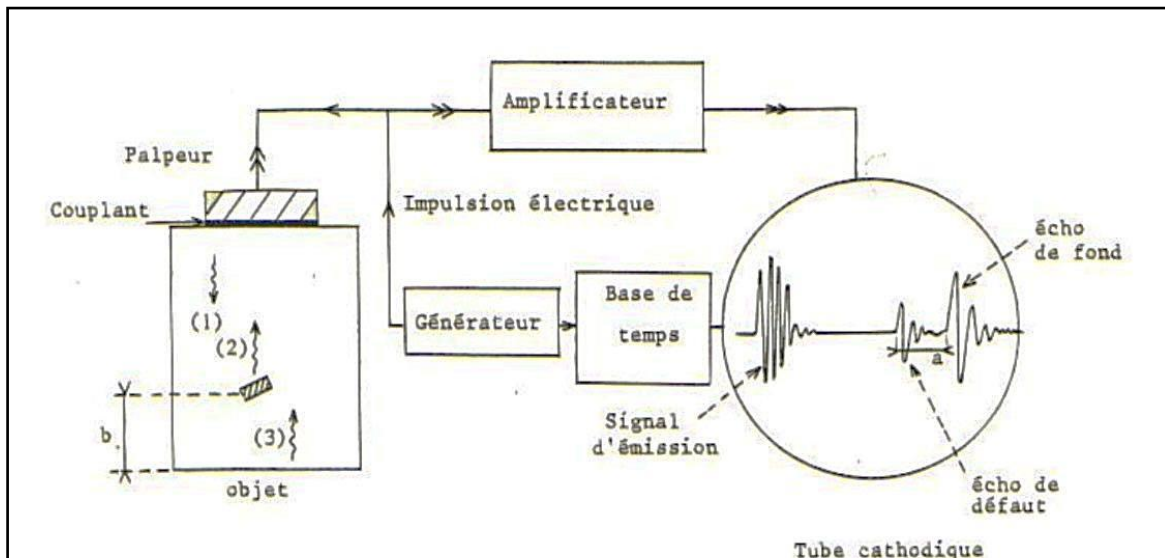 Amplificateur
Palpeur
Couplant
Impulsion électrique
écho
de fond
(1)
(2)
Générateur
Base de
temps
a
b
(3)
Signal
d'émission
objet
écho de
défaut
Tube cathodique